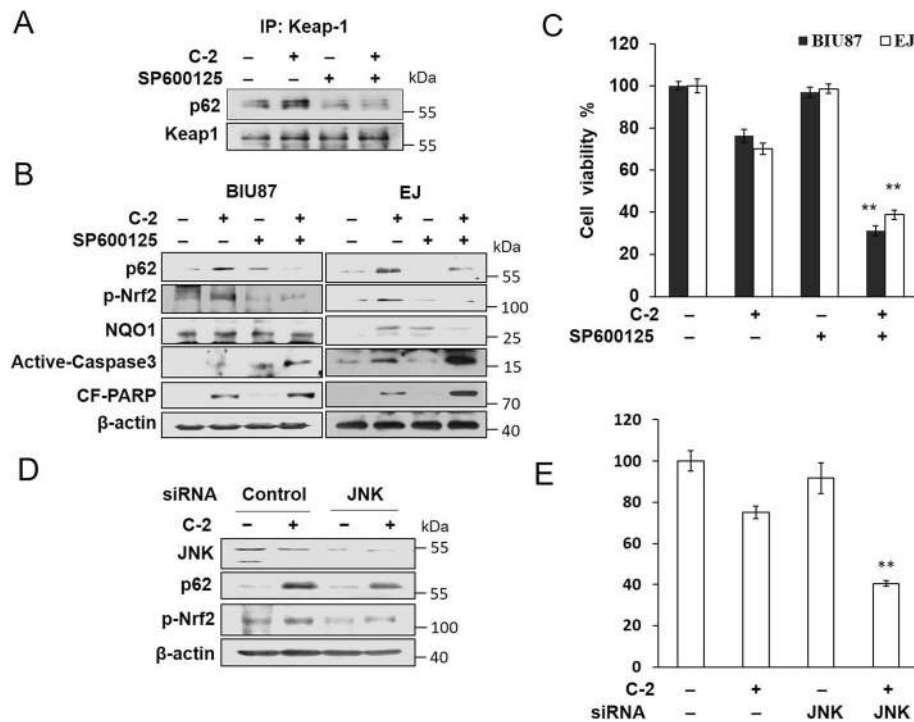 A
IP: Keap-1
C-2 – + – +
SP600125 – – + + kDa
p62
55
Keap1
55
B
BIU87 EJ
C-2 – + – + – + – +
SP600125 – – + + – – + + kDa
p62
55
p-Nrf2
100
NQO1
25
Active-Caspase3
15
CF-PARP
70
β-actin
40
C
BIU87 EJ
Cell viability %
120
100
80
60
40
20
0
** **
C-2 – + – +
SP600125 – – + +
D
siRNA Control JNK
C-2 – + – + kDa
JNK
55
p62
55
p-Nrf2
100
β-actin
40
E
120
100
80
60
40
20
0
**
C-2 – + – +
siRNA – – JNK JNK